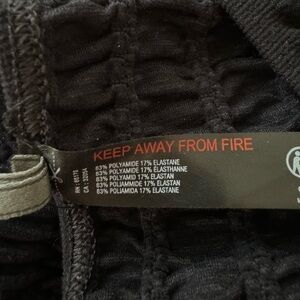 KEEP AWAY FROM FIRE
83% POLYAMIDE 17% ELASTANE
83% POLYAMIDE 17% ÉLASTHANNE
83% POLYAMID 17% ELASTAN
83% POLIAMMIDE 17% ELASTAN
83% POLIAMIDA 17% ELASTANO